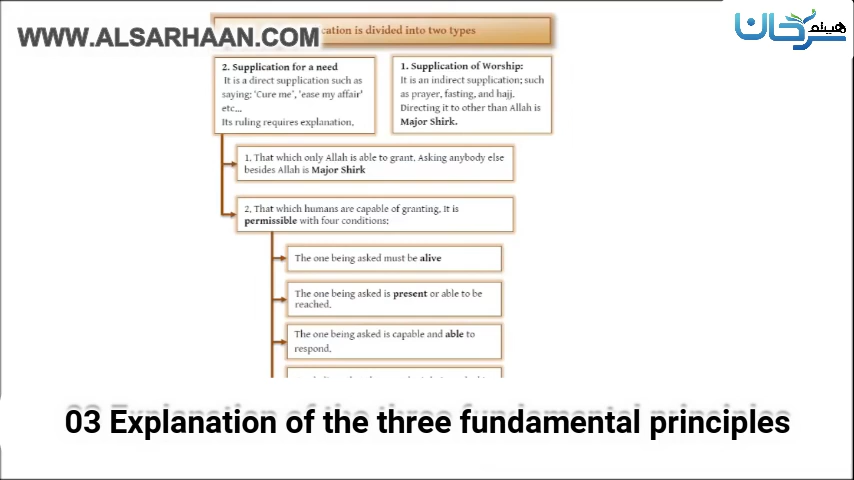 WWW.ALSARHAAN.COM
is divided into two types
هيثم
سرحان
2. Supplication for a need
It is a direct supplication such as
saying: 'Cure me', 'ease my affair'
etc...
Its ruling requires explanation.
1. Supplication of Worship:
It is an indirect supplication; such
as prayer, fasting, and hajj.
Directing it to other than Allah is
Major Shirk.
1. That which only Allah is able to grant. Asking anybody else
besides Allah is Major Shirk
2. That which humans are capable of granting. It is
permissible with four conditions:
The one being asked must be alive
The one being asked is present or able to be
reached.
The one being asked is capable and able to
respond.
03 Explanation of the three fundamental principles